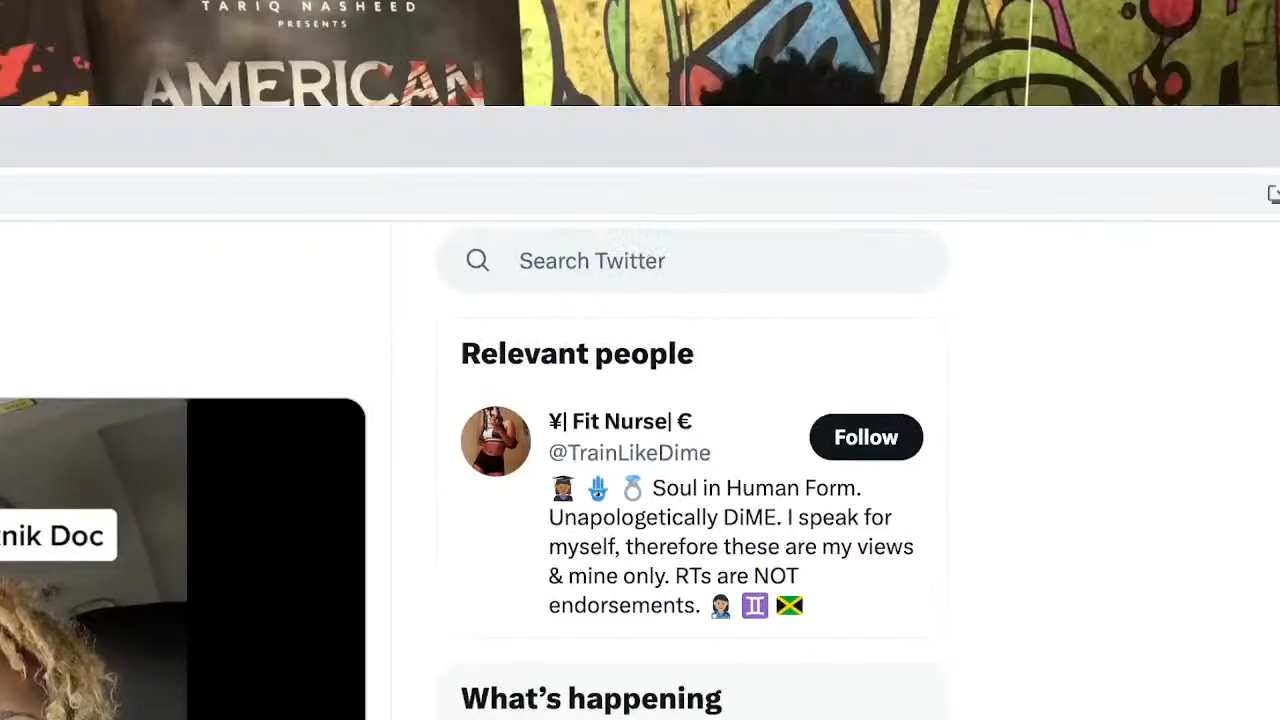 TARIQ NASHEED
PRESENTS
AMERICAN
Search Twitter
Relevant people
¥| Fit Nurse| €
@TrainLikeDime
Follow
👩🏾‍🎓 🪬 💍 Soul in Human Form.
Unapologetically DiME. I speak for
myself, therefore these are my views
& mine only. RTs are NOT
endorsements. 👩🏽‍⚕️ ♊ 🇯🇲
nik Doc
What’s happening